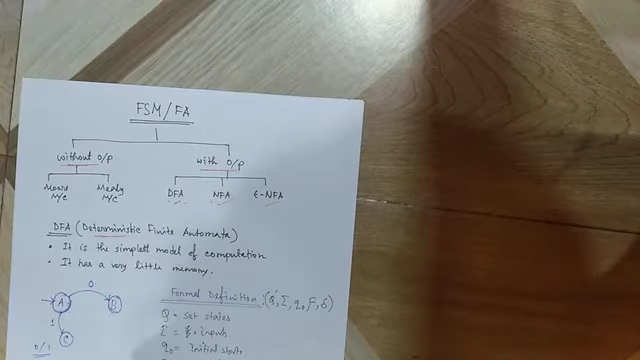 FSM/FA
without o/p
with o/p
Moore M/C
Mealy M/C
DFA
NFA
ε-NFA
DFA (Deterministic Finite Automata)
• It is the simplest model of computation
• It has a very little memory.
0
A
B
1
C
0/1
Formal Definition: (Q, Σ, q₀, F, δ)
Q = set states
Σ = inputs
q₀ = initial state